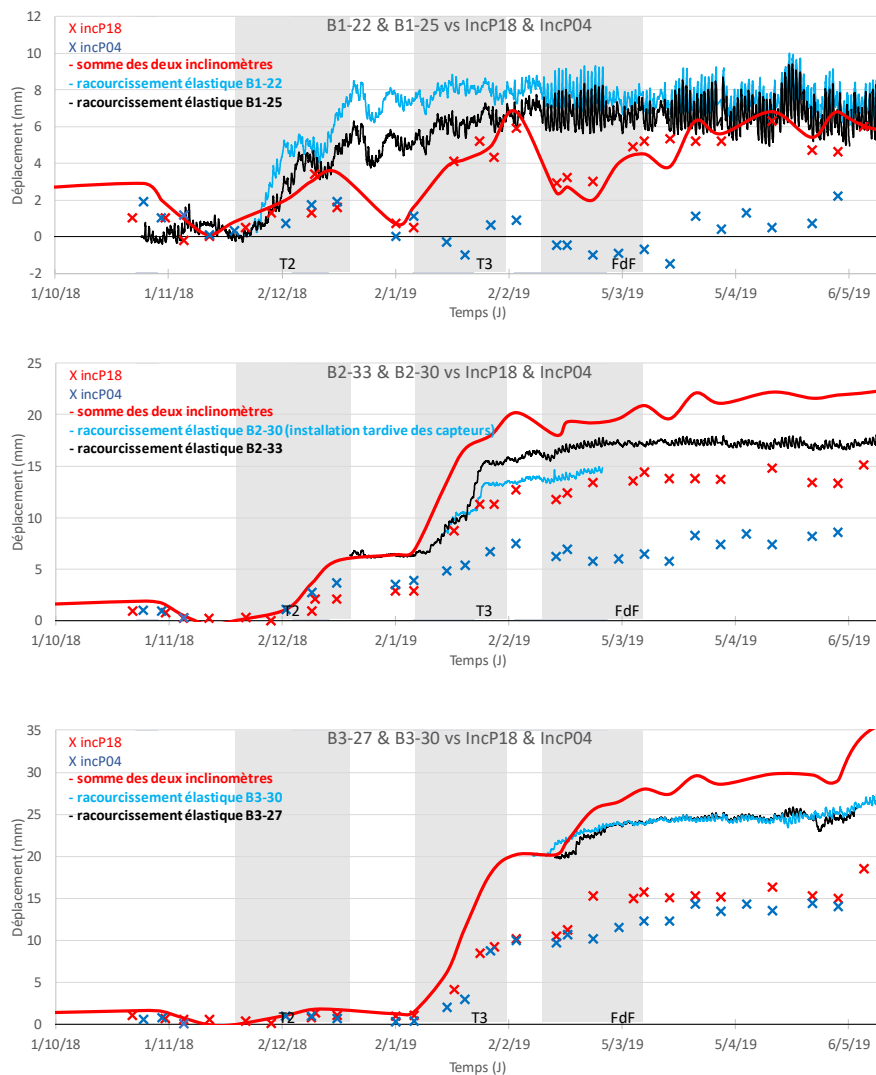 B1-22 & B1-25 vs IncP18 & IncP04
X incP18
X incP04
- somme des deux inclinomètres
- racourcissement élastique B1-22
- racourcissement élastique B1-25
Déplacement (mm)
12
10
8
6
4
2
0
-2
T2
T3
FdF
1/10/18
1/11/18
2/12/18
2/1/19
2/2/19
5/3/19
5/4/19
6/5/19
Temps (J)
B2-33 & B2-30 vs IncP18 & IncP04
X incP18
X incP04
- somme des deux inclinomètres
- racourcissement élastique B2-30 (installation tardive des capteurs)
- racourcissement élastique B2-33
Déplacement (mm)
25
20
15
10
5
0
T2
T3
FdF
1/10/18
1/11/18
2/12/18
2/1/19
2/2/19
5/3/19
5/4/19
6/5/19
Temps (J)
B3-27 & B3-30 vs IncP18 & IncP04
X incP18
X incP04
- somme des deux inclinomètres
- racourcissement élastique B3-30
- racourcissement élastique B3-27
Déplacement (mm)
35
30
25
20
15
10
5
0
T2
T3
FdF
1/10/18
1/11/18
2/12/18
2/1/19
2/2/19
5/3/19
5/4/19
6/5/19
Temps (J)